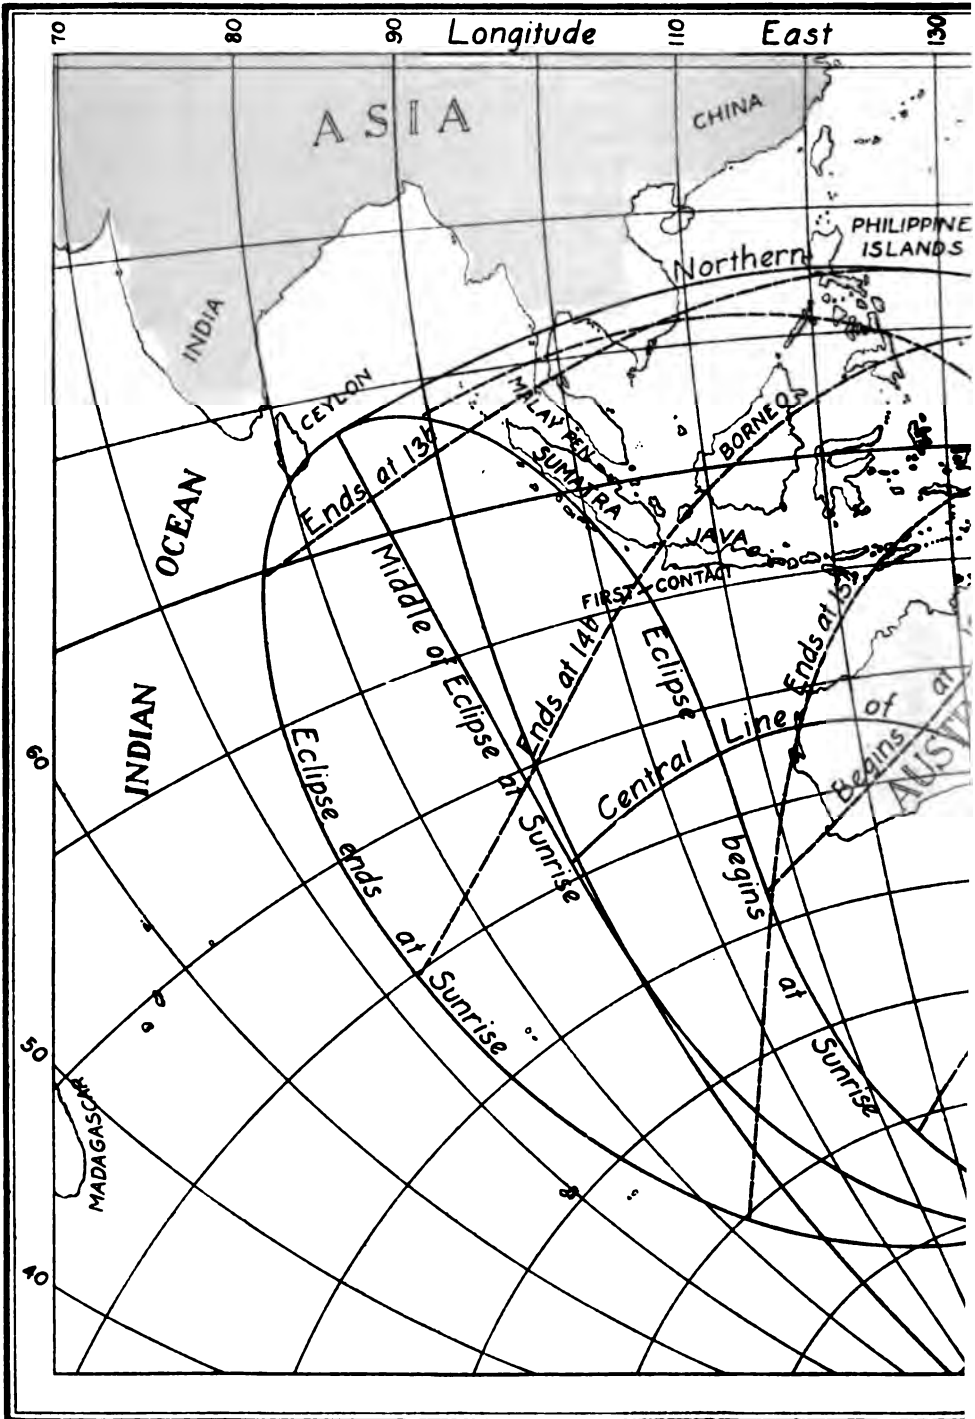 70
80
90
Longitude
110
East
130
ASIA
CHINA
PHILIPPINE
ISLANDS
Northern
INDIA
CEYLON
MALAY PEN
BORNEO
Ends at 13h
SUMATRA
OCEAN
JAVA
FIRST CONTACT
Middle of Eclipse at Sunrise
Ends at 14h
Eclipse begins at Sunrise
Ends at 15h
INDIAN
Central Line of
Begins at
AUSTR
Eclipse ends at Sunrise
60
50
MADAGASCAR
40